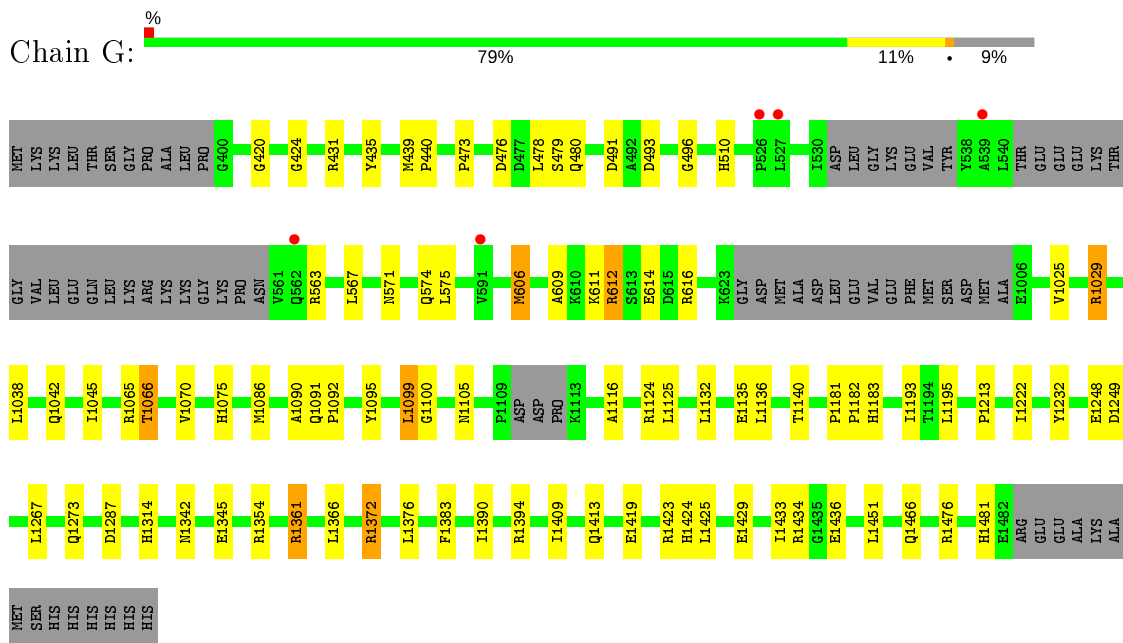 %
Chain G:
79% 11% • 9%
MET LYS LYS LEU THR SER GLY PRO ALA LEU PRO G400 G420 G424 R431 Y435 M439 P440 P473 D476 D477 L478 S479 Q480 D491 A492 D493 G496 H510 P526 L527 I530 ASP LEU GLY LYS GLU VAL TYR Y538 A539 L540 THR GLU GLU GLU LYS THR
GLY VAL LEU GLU GLN LEU LYS ARG LYS LYS GLY LYS PRO ASN V561 Q562 R563 L567 N571 Q574 L575 V591 M606 A609 K610 K611 R612 S613 E614 D615 R616 K623 GLY ASP MET ALA ASP LEU GLU VAL GLU PHE MET SER ASP MET ALA E1006 V1025 R1029
L1038 Q1042 I1045 R1065 T1066 V1070 H1075 M1086 A1090 Q1091 P1092 Y1095 L1099 G1100 N1105 P1109 ASP ASP PRO K1113 A1116 R1124 L1125 L1132 E1135 L1136 T1140 P1181 P1182 H1183 I1193 T1194 L1195 P1213 I1222 Y1232 E1248 D1249
L1267 Q1273 D1287 H1314 N1342 E1345 R1354 R1361 L1366 R1372 L1376 F1383 I1390 R1394 I1409 Q1413 E1419 R1423 H1424 L1425 E1429 I1433 R1434 G1435 E1436 L1451 Q1466 R1476 H1481 E1482 ARG GLU GLU ALA LYS ALA
MET SER HIS HIS HIS HIS HIS HIS